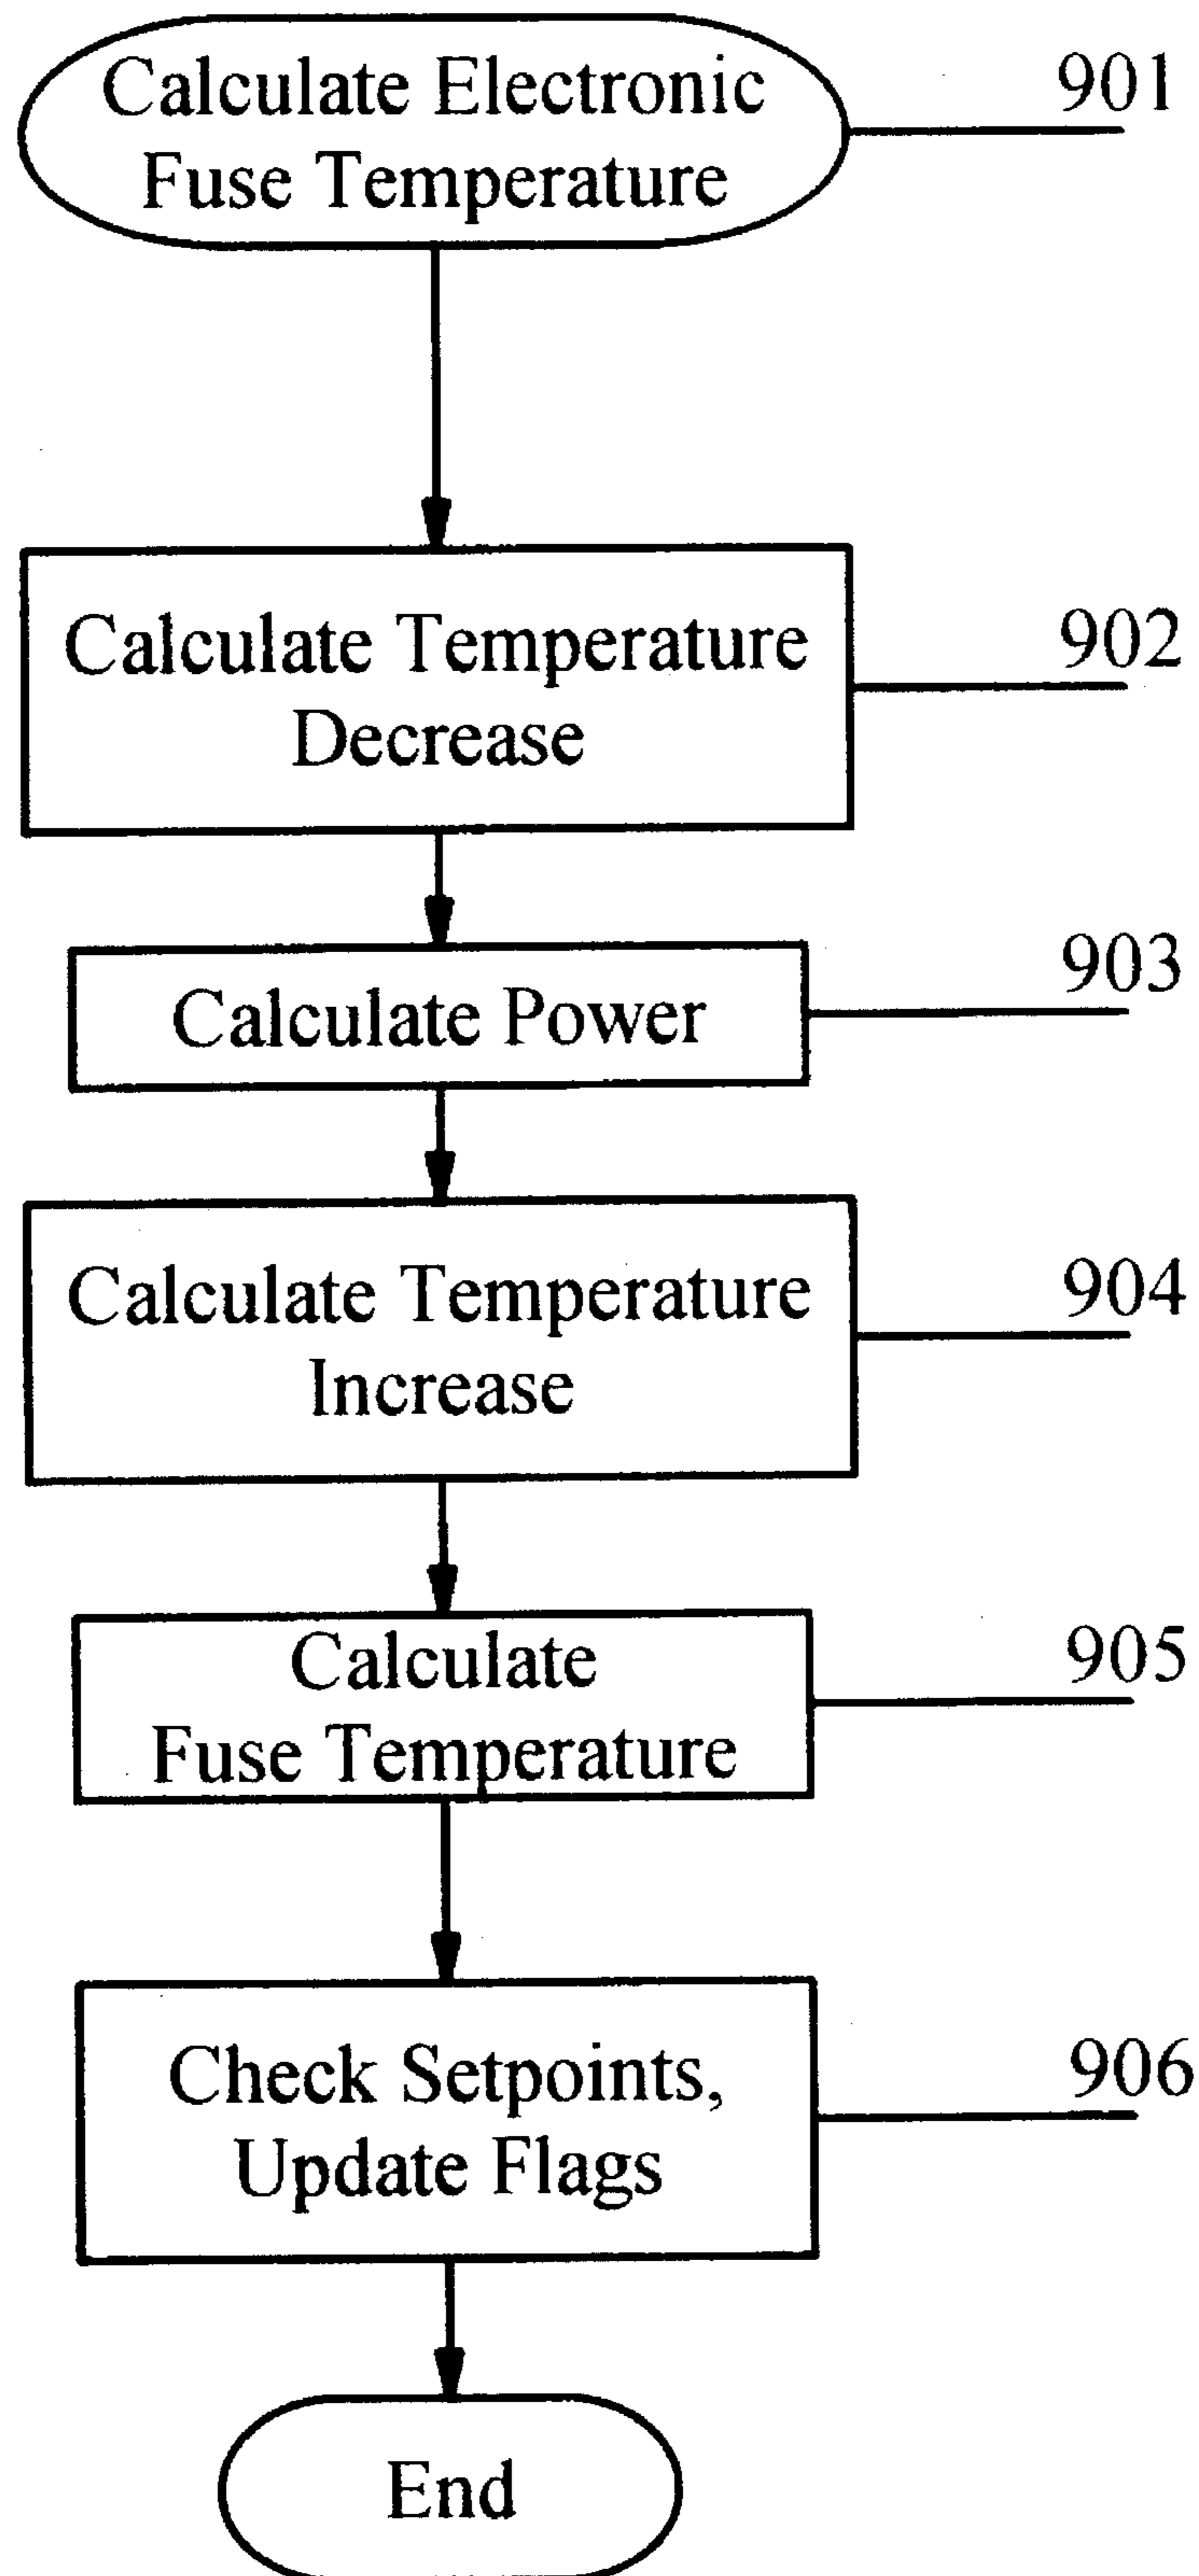 Calculate Electronic
Fuse Temperature
901
Calculate Temperature
Decrease
902
Calculate Power
903
Calculate Temperature
Increase
904
Calculate
Fuse Temperature
905
Check Setpoints,
Update Flags
906
End